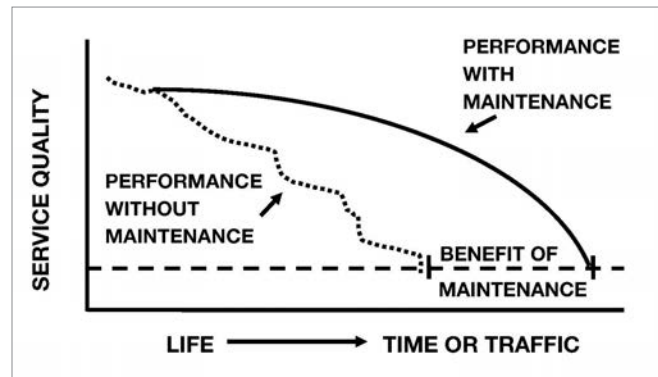 PERFORMANCE
WITH
MAINTENANCE
PERFORMANCE
WITHOUT
MAINTENANCE
BENEFIT OF
MAINTENANCE
SERVICE QUALITY
LIFE TIME OR TRAFFIC